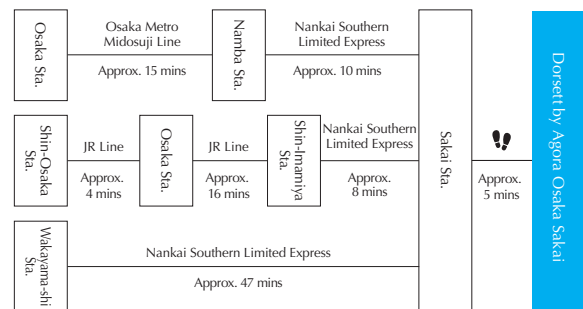 Osaka Sta.
Osaka Metro
Midosuji Line
Approx. 15 mins
Namba Sta.
Nankai Southern
Limited Express
Approx. 10 mins
Shin-Osaka
Sta.
JR Line
Approx.
4 mins
Osaka Sta.
JR Line
Approx.
16 mins
Shin-Imamiya
Sta.
Nankai Southern
Limited Express
Approx.
8 mins
Wakayama-shi
Sta.
Nankai Southern Limited Express
Approx. 47 mins
Sakai Sta.
Approx.
5 mins
Dorsett by Agora Osaka Sakai